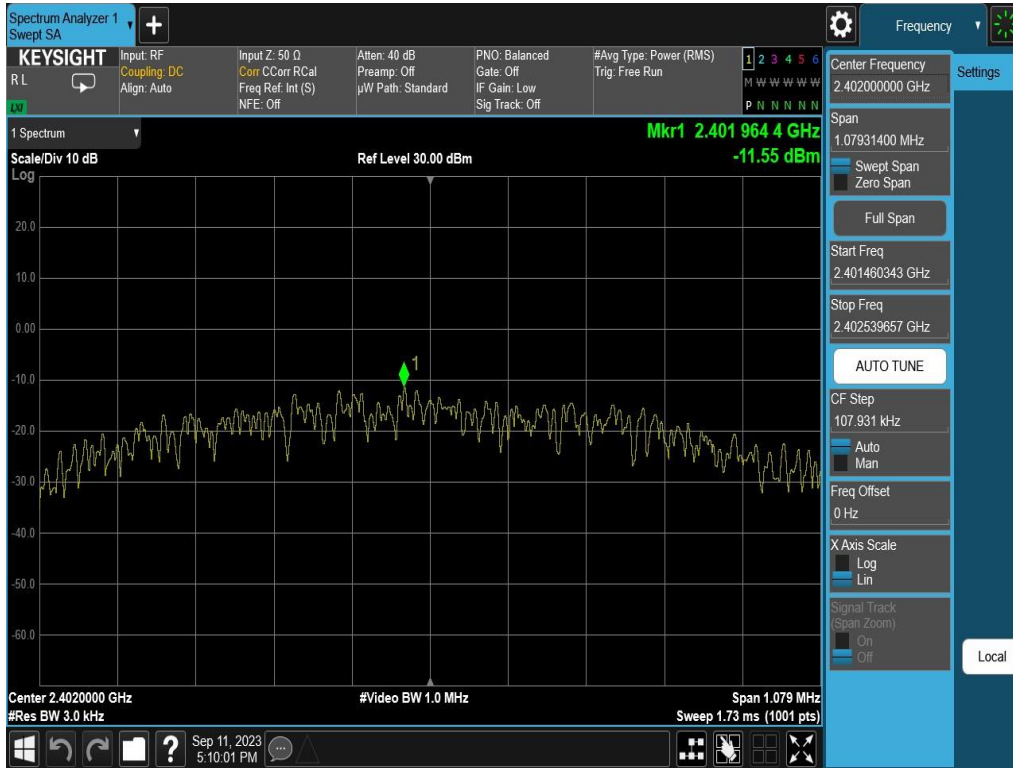 Spectrum Analyzer 1
Swept SA
Frequency
KEYSIGHT
R L
LXI
Input: RF
Coupling: DC
Align: Auto
Input Z: 50 Ω
Corr CCorr RCal
Freq Ref: Int (S)
NFE: Off
Atten: 40 dB
Preamp: Off
µW Path: Standard
PNO: Balanced
Gate: Off
IF Gain: Low
Sig Track: Off
#Avg Type: Power (RMS)
Trig: Free Run
1 2 3 4 5 6
M W W W W W
P N N N N N
1 Spectrum
Scale/Div 10 dB
Log
Ref Level 30.00 dBm
Mkr1 2.401 964 4 GHz
-11.55 dBm
20.0
10.0
0.00
-10.0
-20.0
-30.0
-40.0
-50.0
-60.0
1
Center 2.4020000 GHz
#Res BW 3.0 kHz
#Video BW 1.0 MHz
Span 1.079 MHz
Sweep 1.73 ms (1001 pts)
Center Frequency
2.402000000 GHz
Span
1.07931400 MHz
Swept Span
Zero Span
Full Span
Start Freq
2.401460343 GHz
Stop Freq
2.402539657 GHz
AUTO TUNE
CF Step
107.931 kHz
Auto
Man
Freq Offset
0 Hz
X Axis Scale
Log
Lin
Signal Track
(Span Zoom)
On
Off
Settings
Local
Sep 11, 2023
5:10:01 PM